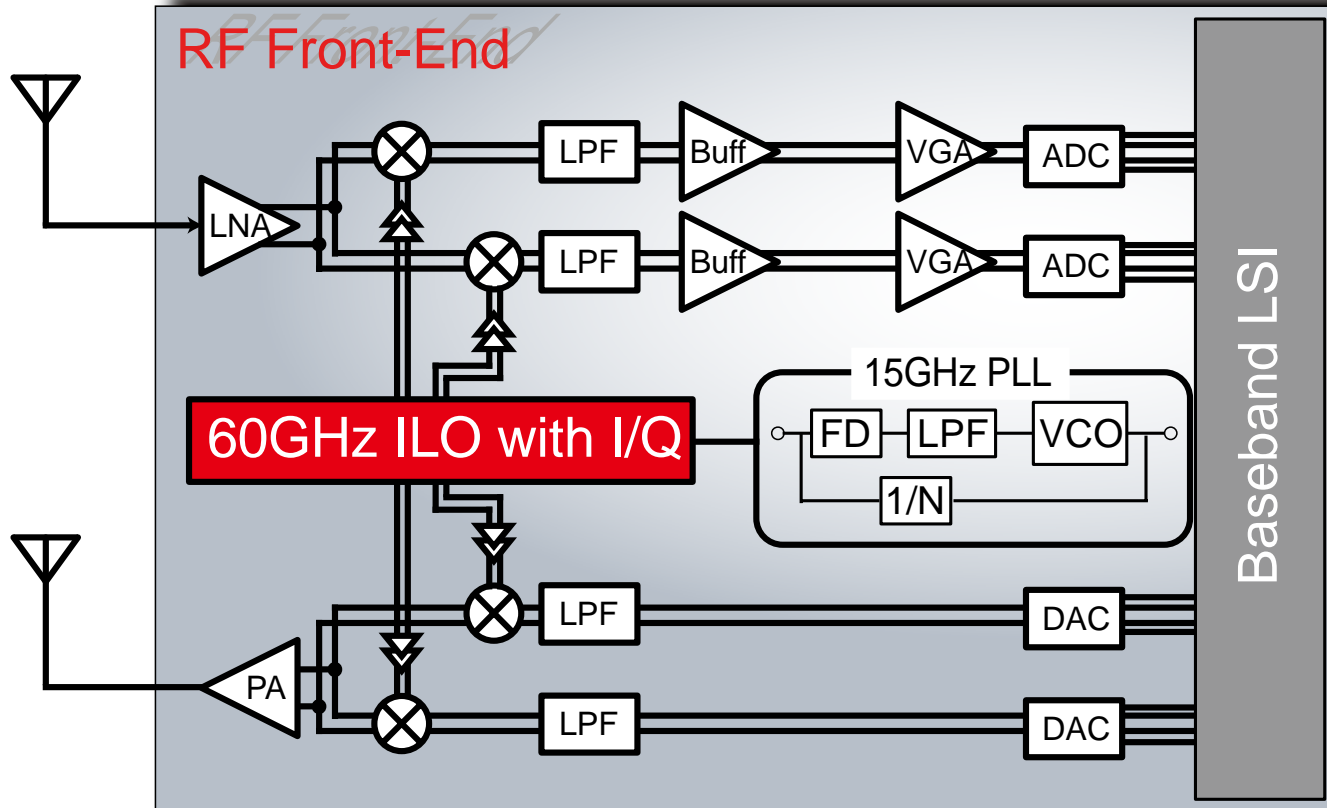 RF Front-End
LPF
Buff
VGA
ADC
LNA
LPF
Buff
VGA
ADC
Baseband LSI
15GHz PLL
60GHz ILO with I/Q
FD
LPF
VCO
1/N
LPF
DAC
PA
LPF
DAC